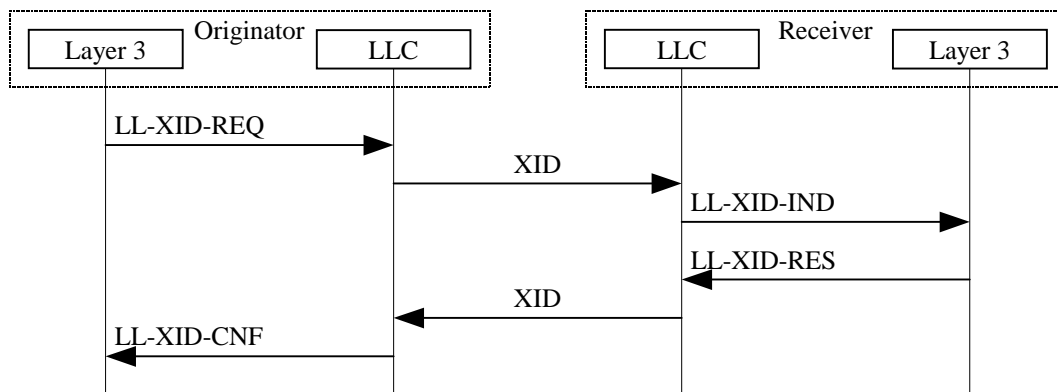 Originator
Receiver
Layer 3
LLC
LLC
Layer 3
LL-XID-REQ
XID
LL-XID-IND
LL-XID-RES
XID
LL-XID-CNF